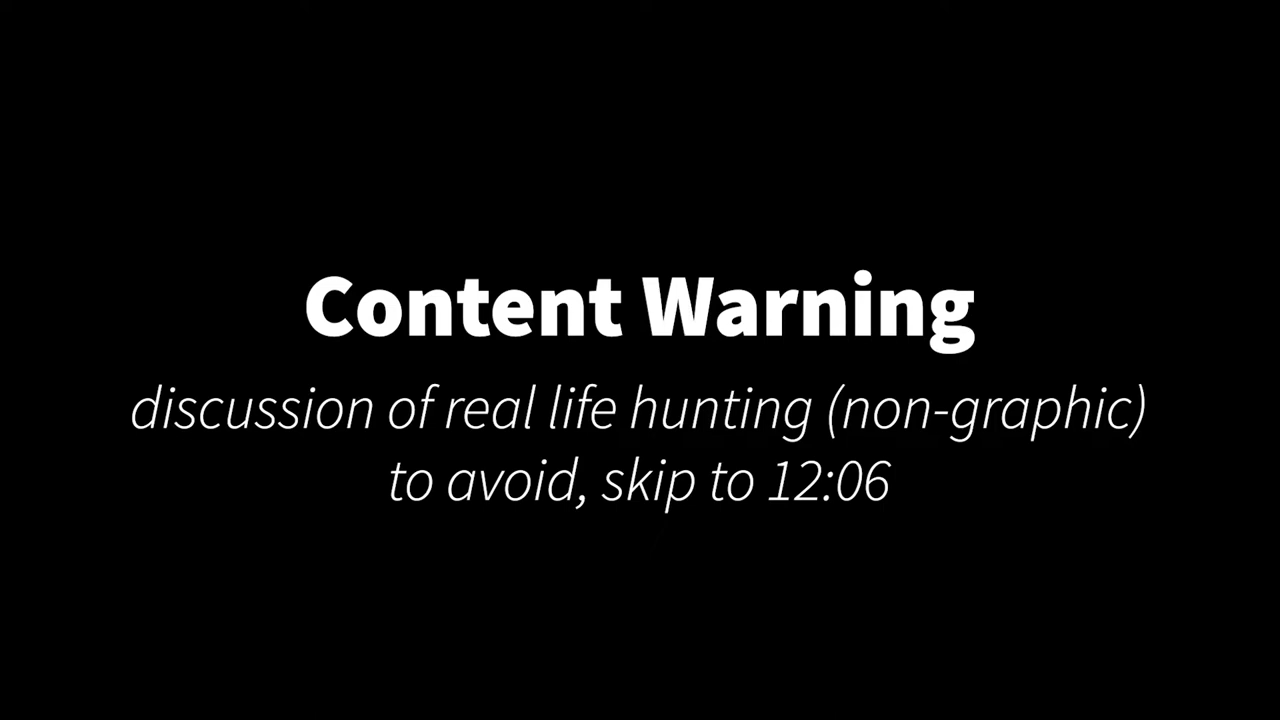 Content Warning
discussion of real life hunting (non-graphic)
to avoid, skip to 12:06